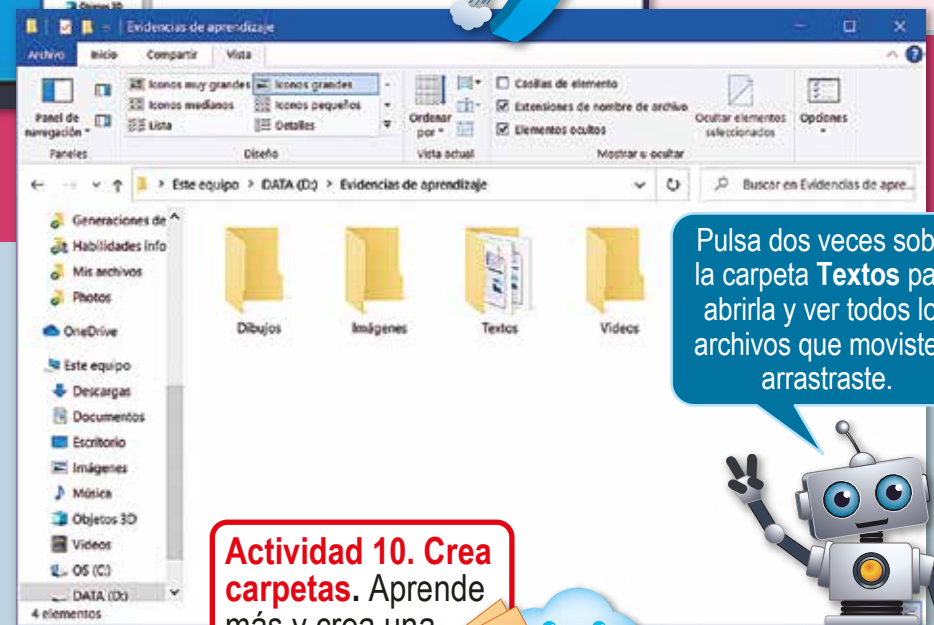 Objetos 3D
Evidencias de aprendizaje
Archivo Inicio Compartir Vista
Panel de navegación
Paneles
Iconos muy grandes Iconos grandes
Iconos medianos Iconos pequeños
Lista Detalles
Diseño
Ordenar por
Vista actual
Casillas de elemento
Extensiones de nombre de archivo
Elementos ocultos
Ocultar elementos seleccionados
Mostrar u ocultar
Opciones
> Este equipo > DATA (D:) > Evidencias de aprendizaje
Buscar en Evidencias de apre...
Generaciones de
Habilidades info
Mis archivos
Photos
OneDrive
Este equipo
Descargas
Documentos
Escritorio
Imágenes
Música
Objetos 3D
Videos
OS (C:)
DATA (D:)
4 elementos
Dibujos
Imágenes
Textos
Videos
Pulsa dos veces sob
la carpeta Textos pa
abrirla y ver todos lo
archivos que moviste
arrastraste.
Actividad 10. Crea
carpetas. Aprende
más y crea una